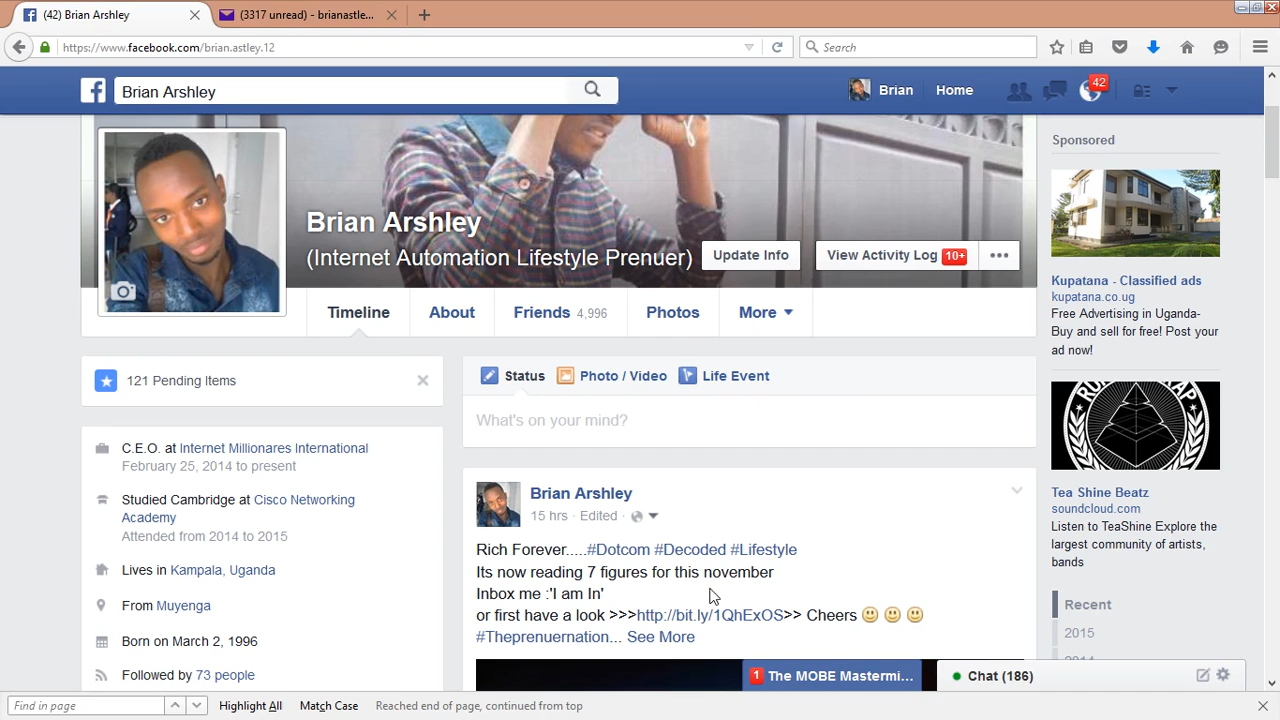 (42) Brian Arshley
(3317 unread) - brianastle...
https://www.facebook.com/brian.astley.12
Search
Brian Arshley
Brian
Home
42
Brian Arshley
(Internet Automation Lifestyle Prenuer)
Update Info
View Activity Log 10+
Timeline
About
Friends 4,996
Photos
More
121 Pending Items
C.E.O. at Internet Millionares International
February 25, 2014 to present
Studied Cambridge at Cisco Networking
Academy
Attended from 2014 to 2015
Lives in Kampala, Uganda
From Muyenga
Born on March 2, 1996
Followed by 73 people
Status
Photo / Video
Life Event
What's on your mind?
Brian Arshley
15 hrs · Edited ·
Rich Forever.....#Dotcom #Decoded #Lifestyle
Its now reading 7 figures for this november
Inbox me :'I am In'
or first have a look >>>http://bit.ly/1QhExOS>> Cheers
#Theprenuernation... See More
Sponsored
Kupatana - Classified ads
kupatana.co.ug
Free Advertising in Uganda-
Buy and sell for free! Post your
ad now!
Tea Shine Beatz
soundcloud.com
Listen to TeaShine Explore the
largest community of artists,
bands
Recent
2015
1 The MOBE Mastermi...
Chat (186)
Find in page
Highlight All
Match Case
Reached end of page, continued from top